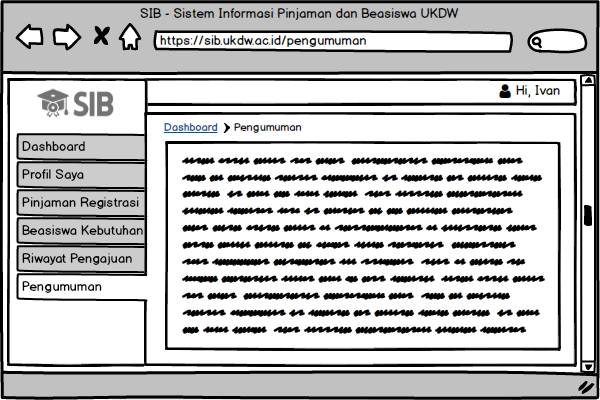 SIB - Sistem Informasi Pinjaman dan Beasiswa UKDW
https://sib.ukdw.ac.id/pengumuman
SIB
Hi, Ivan
Dashboard
Profil Saya
Pinjaman Registrasi
Beasiswa Kebutuhan
Riwayat Pengajuan
Pengumuman
Dashboard Pengumuman